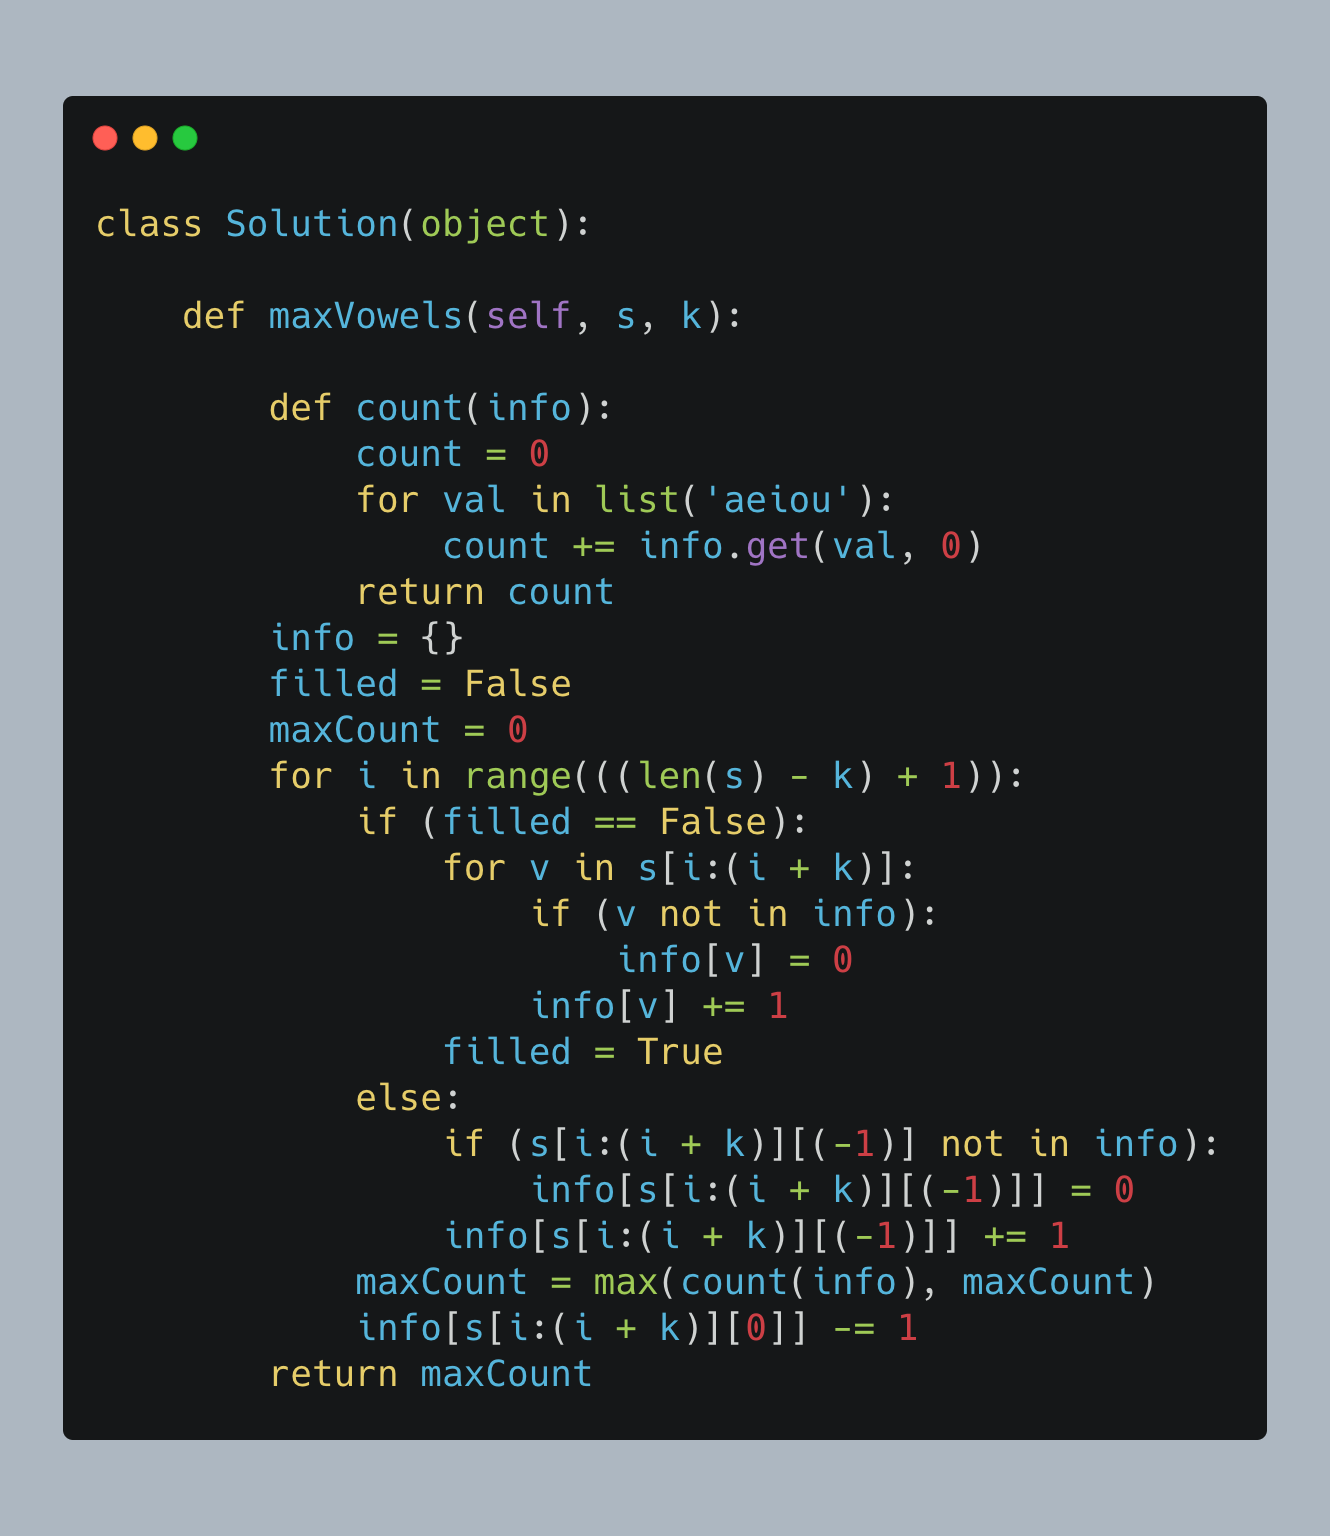 class Solution(object):

    def maxVowels(self, s, k):

        def count(info):
            count = 0
            for val in list('aeiou'):
                count += info.get(val, 0)
            return count
        info = {}
        filled = False
        maxCount = 0
        for i in range(((len(s) - k) + 1)):
            if (filled == False):
                for v in s[i:(i + k)]:
                    if (v not in info):
                        info[v] = 0
                    info[v] += 1
                filled = True
            else:
                if (s[i:(i + k)][(-1)] not in info):
                    info[s[i:(i + k)][(-1)]] = 0
                info[s[i:(i + k)][(-1)]] += 1
            maxCount = max(count(info), maxCount)
            info[s[i:(i + k)][0]] -= 1
        return maxCount